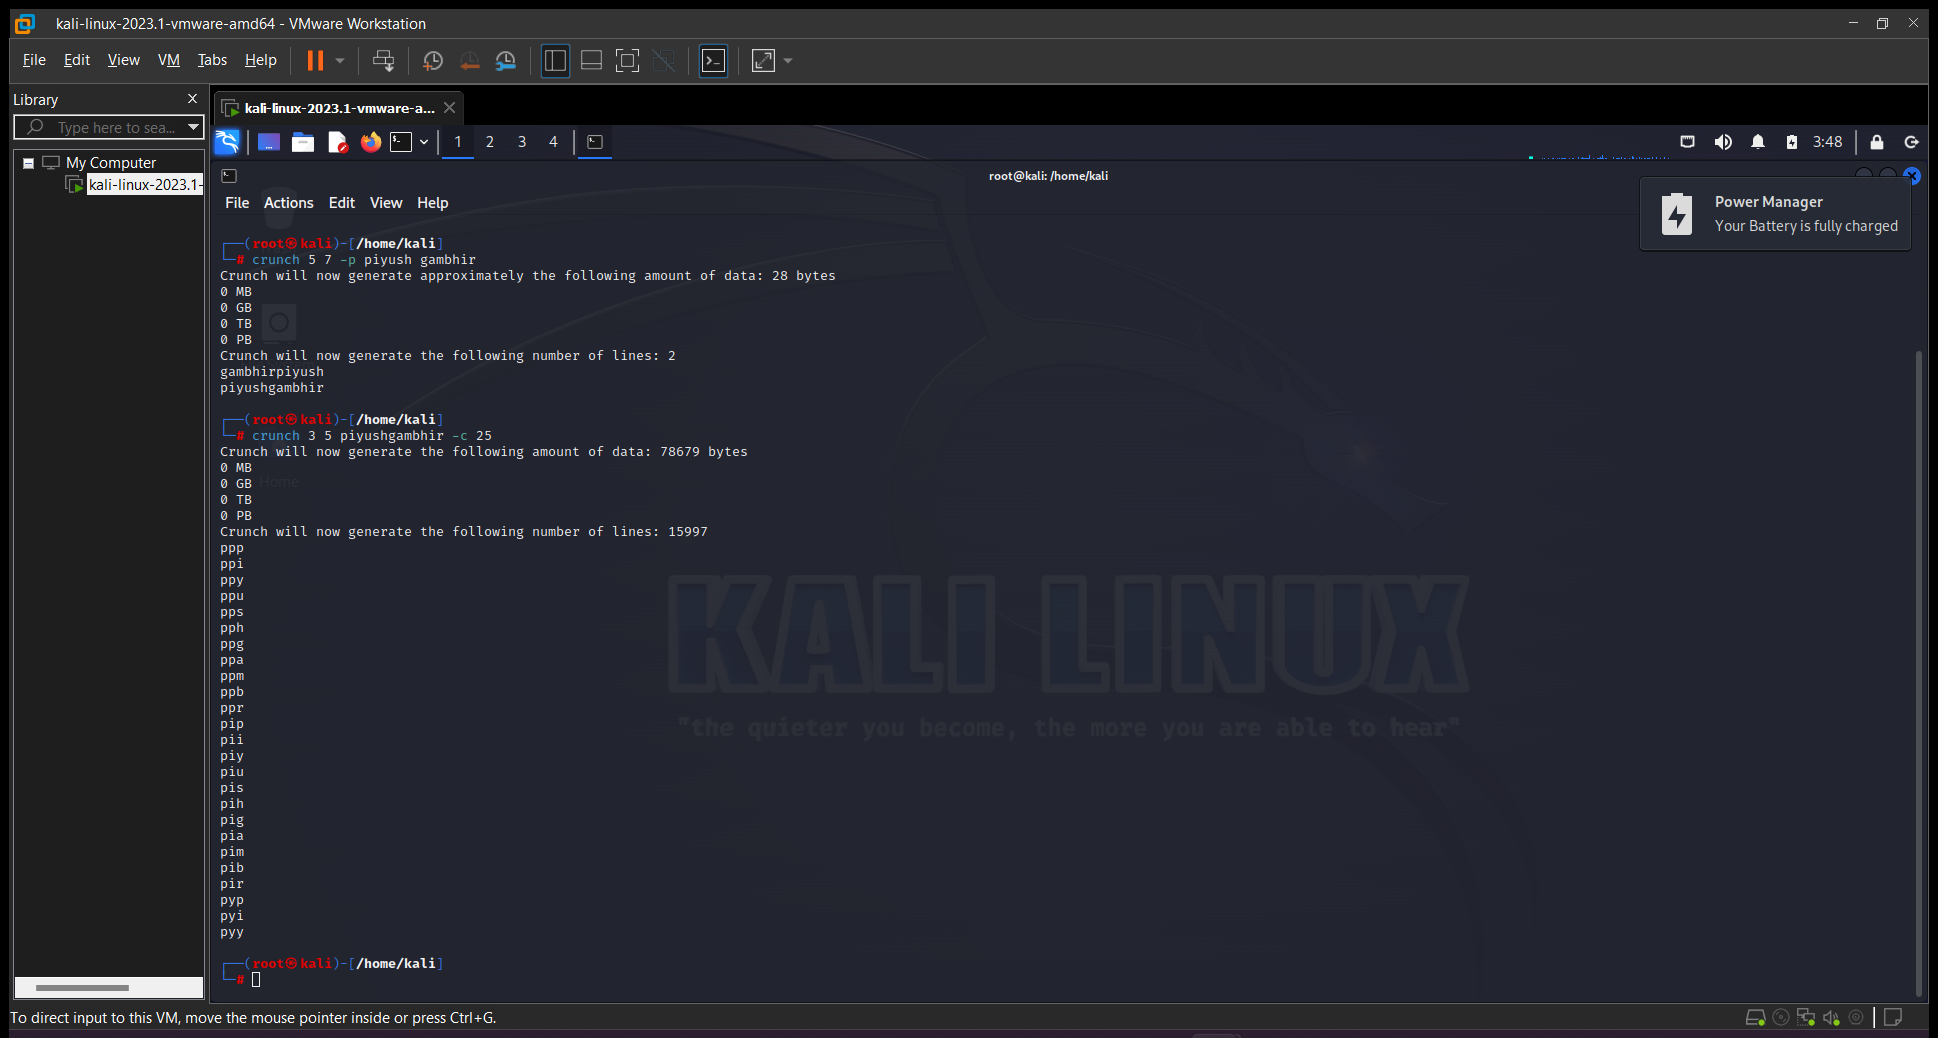 kali-linux-2023.1-vmware-amd64 - VMware Workstation
File Edit View VM Tabs Help
Library
Type here to sea...
My Computer
kali-linux-2023.1-
kali-linux-2023.1-vmware-a...
1 2 3 4
3:48
root@kali: /home/kali
File Actions Edit View Help
Power Manager
Your Battery is fully charged
(root㉿kali)-[/home/kali]
# crunch 5 7 -p piyush gambhir
Crunch will now generate approximately the following amount of data: 28 bytes
0 MB
0 GB
0 TB
0 PB
Crunch will now generate the following number of lines: 2
gambhirpiyush
piyushgambhir
(root㉿kali)-[/home/kali]
# crunch 3 5 piyushgambhir -c 25
Crunch will now generate the following amount of data: 78679 bytes
0 MB
0 GB
Home
0 TB
0 PB
Crunch will now generate the following number of lines: 15997
ppp
ppi
ppy
ppu
pps
pph
ppg
ppa
ppm
ppb
ppr
pip
pii
piy
piu
pis
pih
pig
pia
pim
pib
pir
pyp
pyi
pyy
KALI LINUX
"the quieter you become, the more you are able to hear"
(root㉿kali)-[/home/kali]
#
To direct input to this VM, move the mouse pointer inside or press Ctrl+G.